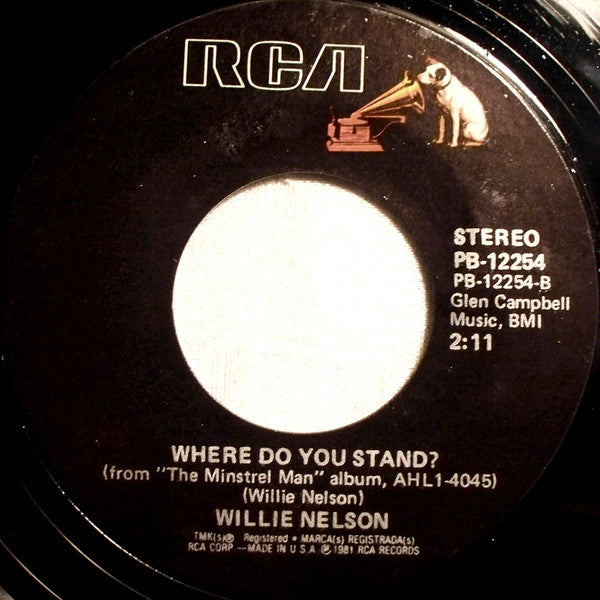 RCA
STEREO
PB-12254
PB-12254-B
Glen Campbell
Music, BMI
2:11
WHERE DO YOU STAND?
(from "The Minstrel Man" album, AHL1-4045)
(Willie Nelson)
WILLIE NELSON
TMK(s)® Registered • MARCA(s) REGISTRADA(s)
RCA CORP —MADE IN U S A ℗ 1981 RCA RECORDS